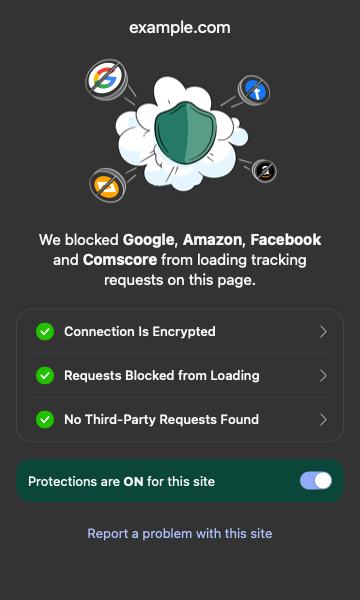 example.com
We blocked Google, Amazon, Facebook
and Comscore from loading tracking
requests on this page.
Connection Is Encrypted
Requests Blocked from Loading
No Third-Party Requests Found
Protections are ON for this site
Report a problem with this site